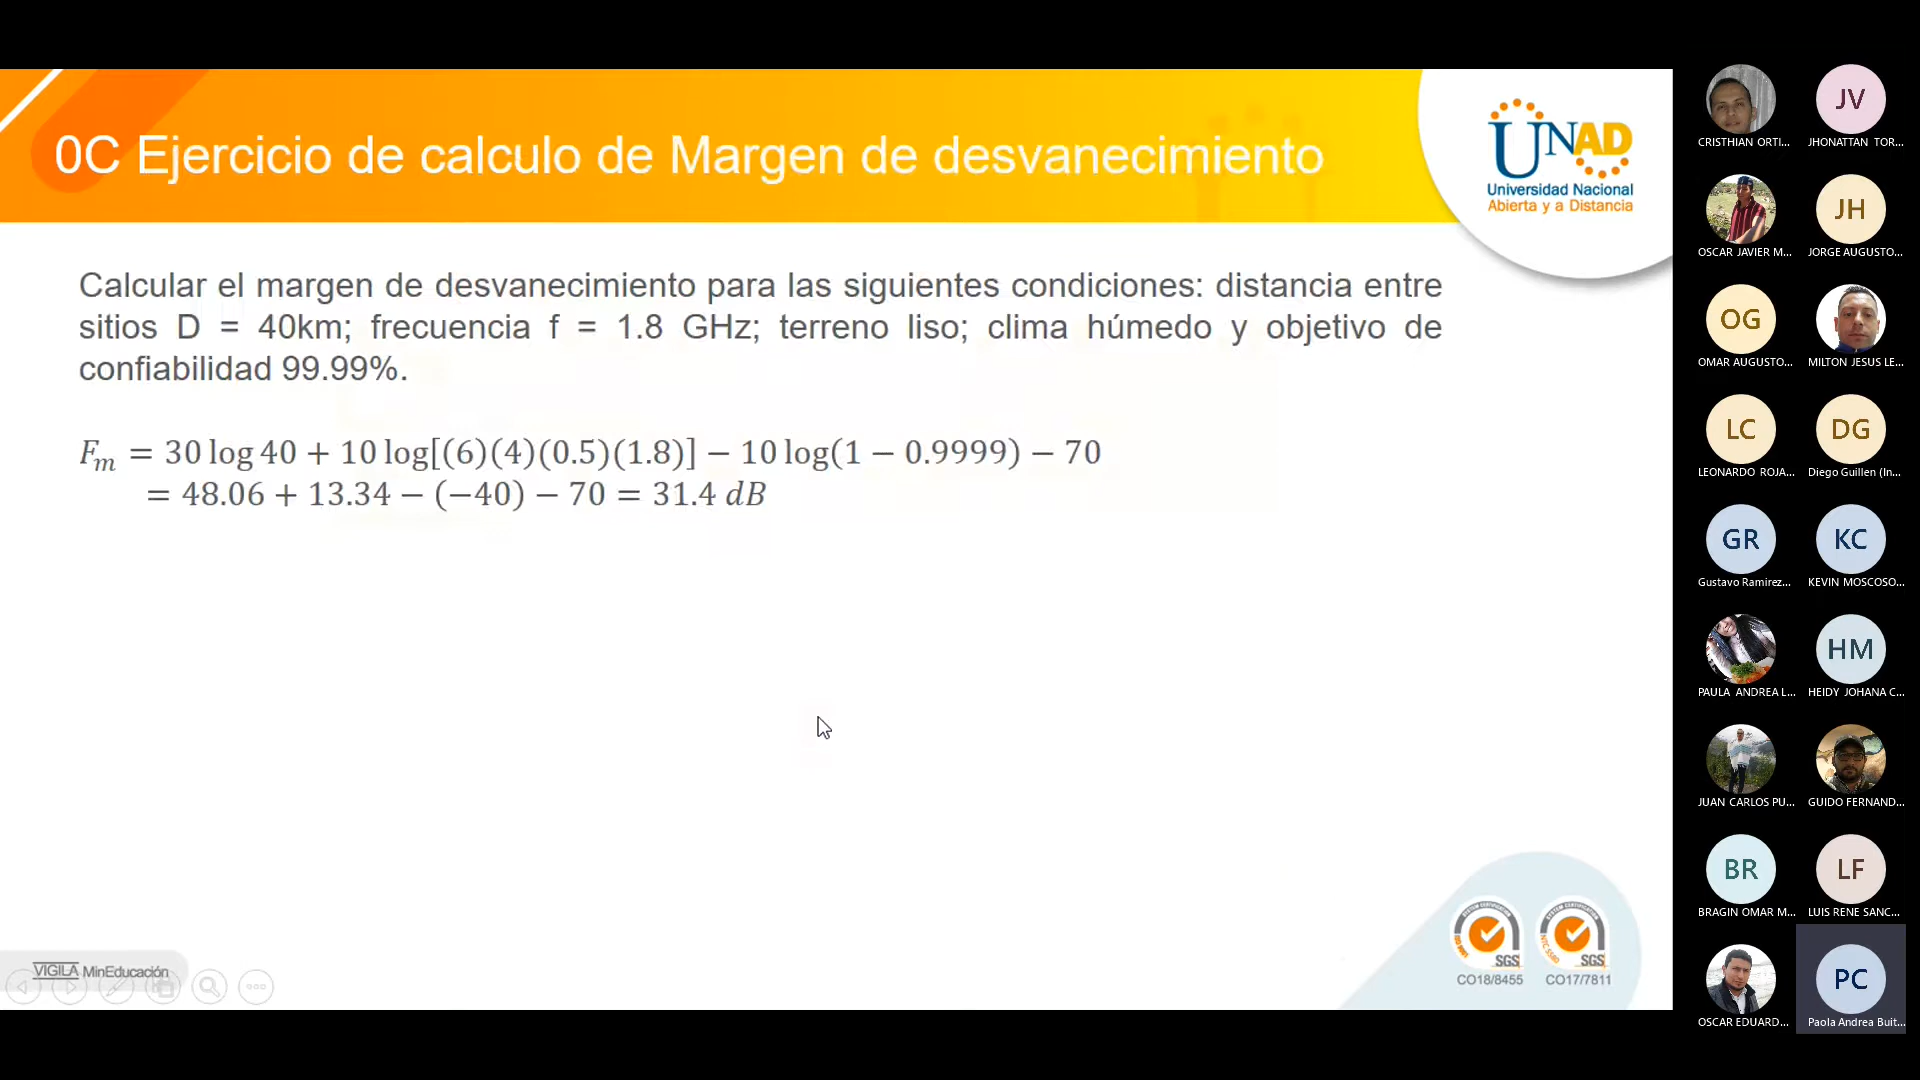 0C Ejercicio de calculo de Margen de desvanecimiento
UNAD
Universidad Nacional
Abierta y a Distancia
Calcular el margen de desvanecimiento para las siguientes condiciones: distancia entre
sitios D = 40km; frecuencia f = 1.8 GHz; terreno liso; clima húmedo y objetivo de
confiabilidad 99.99%.
Fₘ = 30 log 40 + 10 log[(6)(4)(0.5)(1.8)] − 10 log(1 − 0.9999) − 70
= 48.06 + 13.34 − (−40) − 70 = 31.4 dB
VIGILA MinEducación
SGS
SGS
CO18/8455
CO17/7811
CRISTHIAN ORTI...
JV
JHONATTAN TOR...
OSCAR JAVIER M...
JH
JORGE AUGUSTO...
OG
OMAR AUGUSTO...
MILTON JESUS LE...
LC
LEONARDO ROJA...
DG
Diego Guillen (In...
GR
Gustavo Ramirez...
KC
KEVIN MOSCOSO...
PAULA ANDREA L...
HM
HEIDY JOHANA C...
JUAN CARLOS PU...
GUIDO FERNAND...
BR
BRAGIN OMAR M...
LF
LUIS RENE SANC...
OSCAR EDUARD...
PC
Paola Andrea Buit...